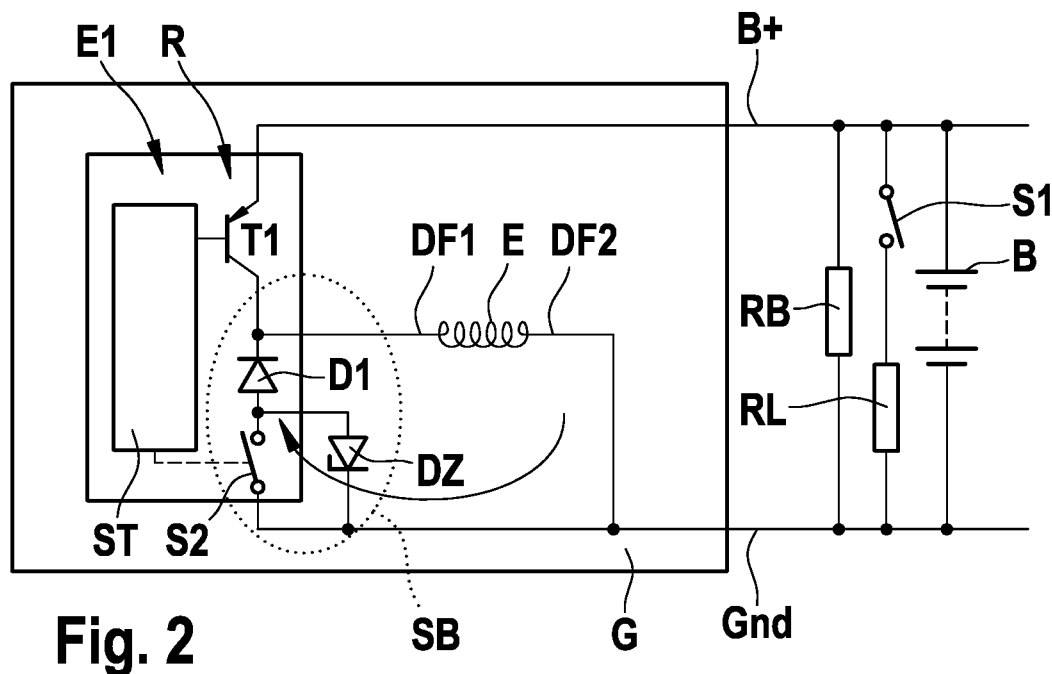 E1 R B+
T1 DF1 E DF2 S1
B
RB
D1
RL
DZ
ST S2
SB G Gnd
Fig. 2